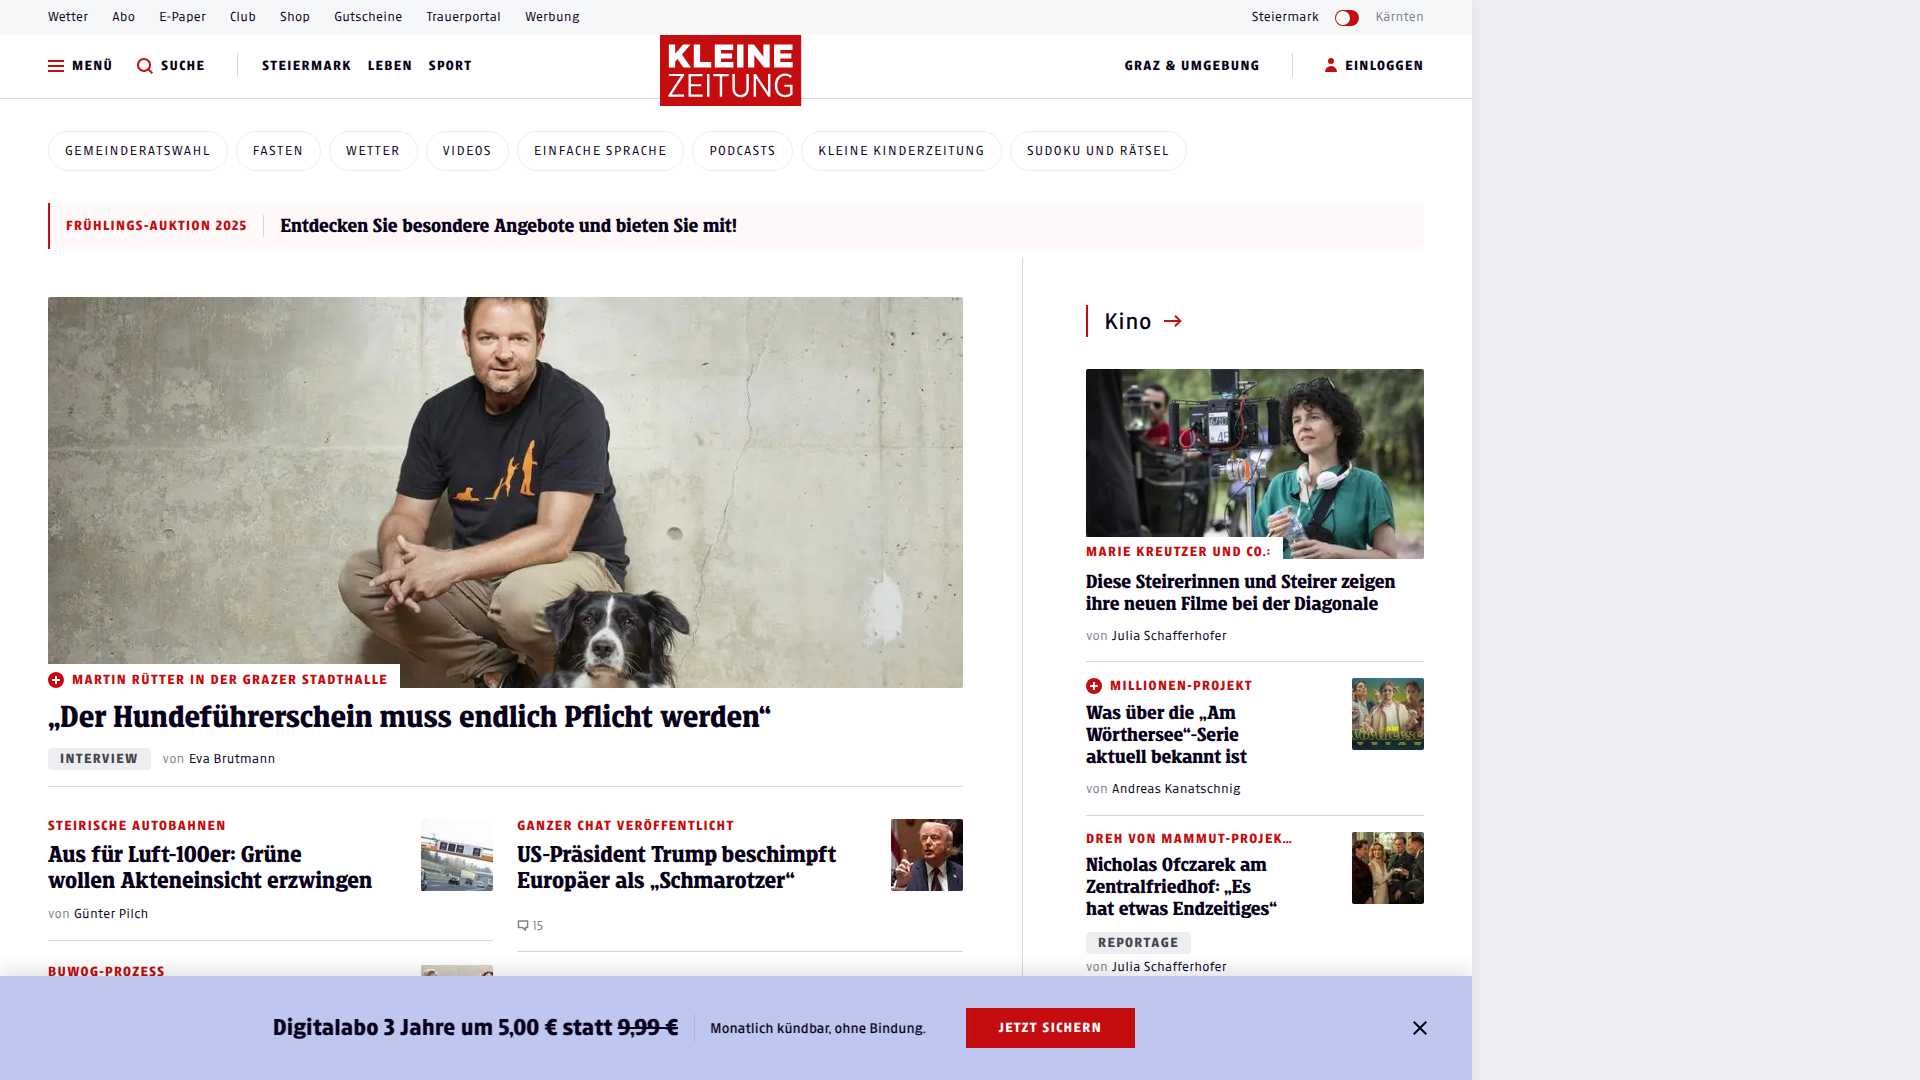 Wetter Abo E-Paper Club Shop Gutscheine Trauerportal Werbung Steiermark Kärnten
MENÜ SUCHE STEIERMARK LEBEN SPORT KLEINE ZEITUNG GRAZ & UMGEBUNG EINLOGGEN
GEMEINDERATSWAHL FASTEN WETTER VIDEOS EINFACHE SPRACHE PODCASTS KLEINE KINDERZEITUNG SUDOKU UND RÄTSEL
FRÜHLINGS-AUKTION 2025 Entdecken Sie besondere Angebote und bieten Sie mit!
MARTIN RÜTTER IN DER GRAZER STADTHALLE
„Der Hundeführerschein muss endlich Pflicht werden“
INTERVIEW von Eva Brutmann
STEIRISCHE AUTOBAHNEN
Aus für Luft-100er: Grüne
wollen Akteneinsicht erzwingen
von Günter Pilch
GANZER CHAT VERÖFFENTLICHT
US-Präsident Trump beschimpft
Europäer als „Schmarotzer“
15
BUWOG-PROZESS
Kino
MARIE KREUTZER UND CO.:
Diese Steirerinnen und Steirer zeigen
ihre neuen Filme bei der Diagonale
von Julia Schafferhofer
MILLIONEN-PROJEKT
Was über die „Am
Wörthersee“-Serie
aktuell bekannt ist
von Andreas Kanatschnig
DREH VON MAMMUT-PROJEK…
Nicholas Ofczarek am
Zentralfriedhof: „Es
hat etwas Endzeitiges“
REPORTAGE
von Julia Schafferhofer
Digitalabo 3 Jahre um 5,00 € statt 9,99 € Monatlich kündbar, ohne Bindung. JETZT SICHERN